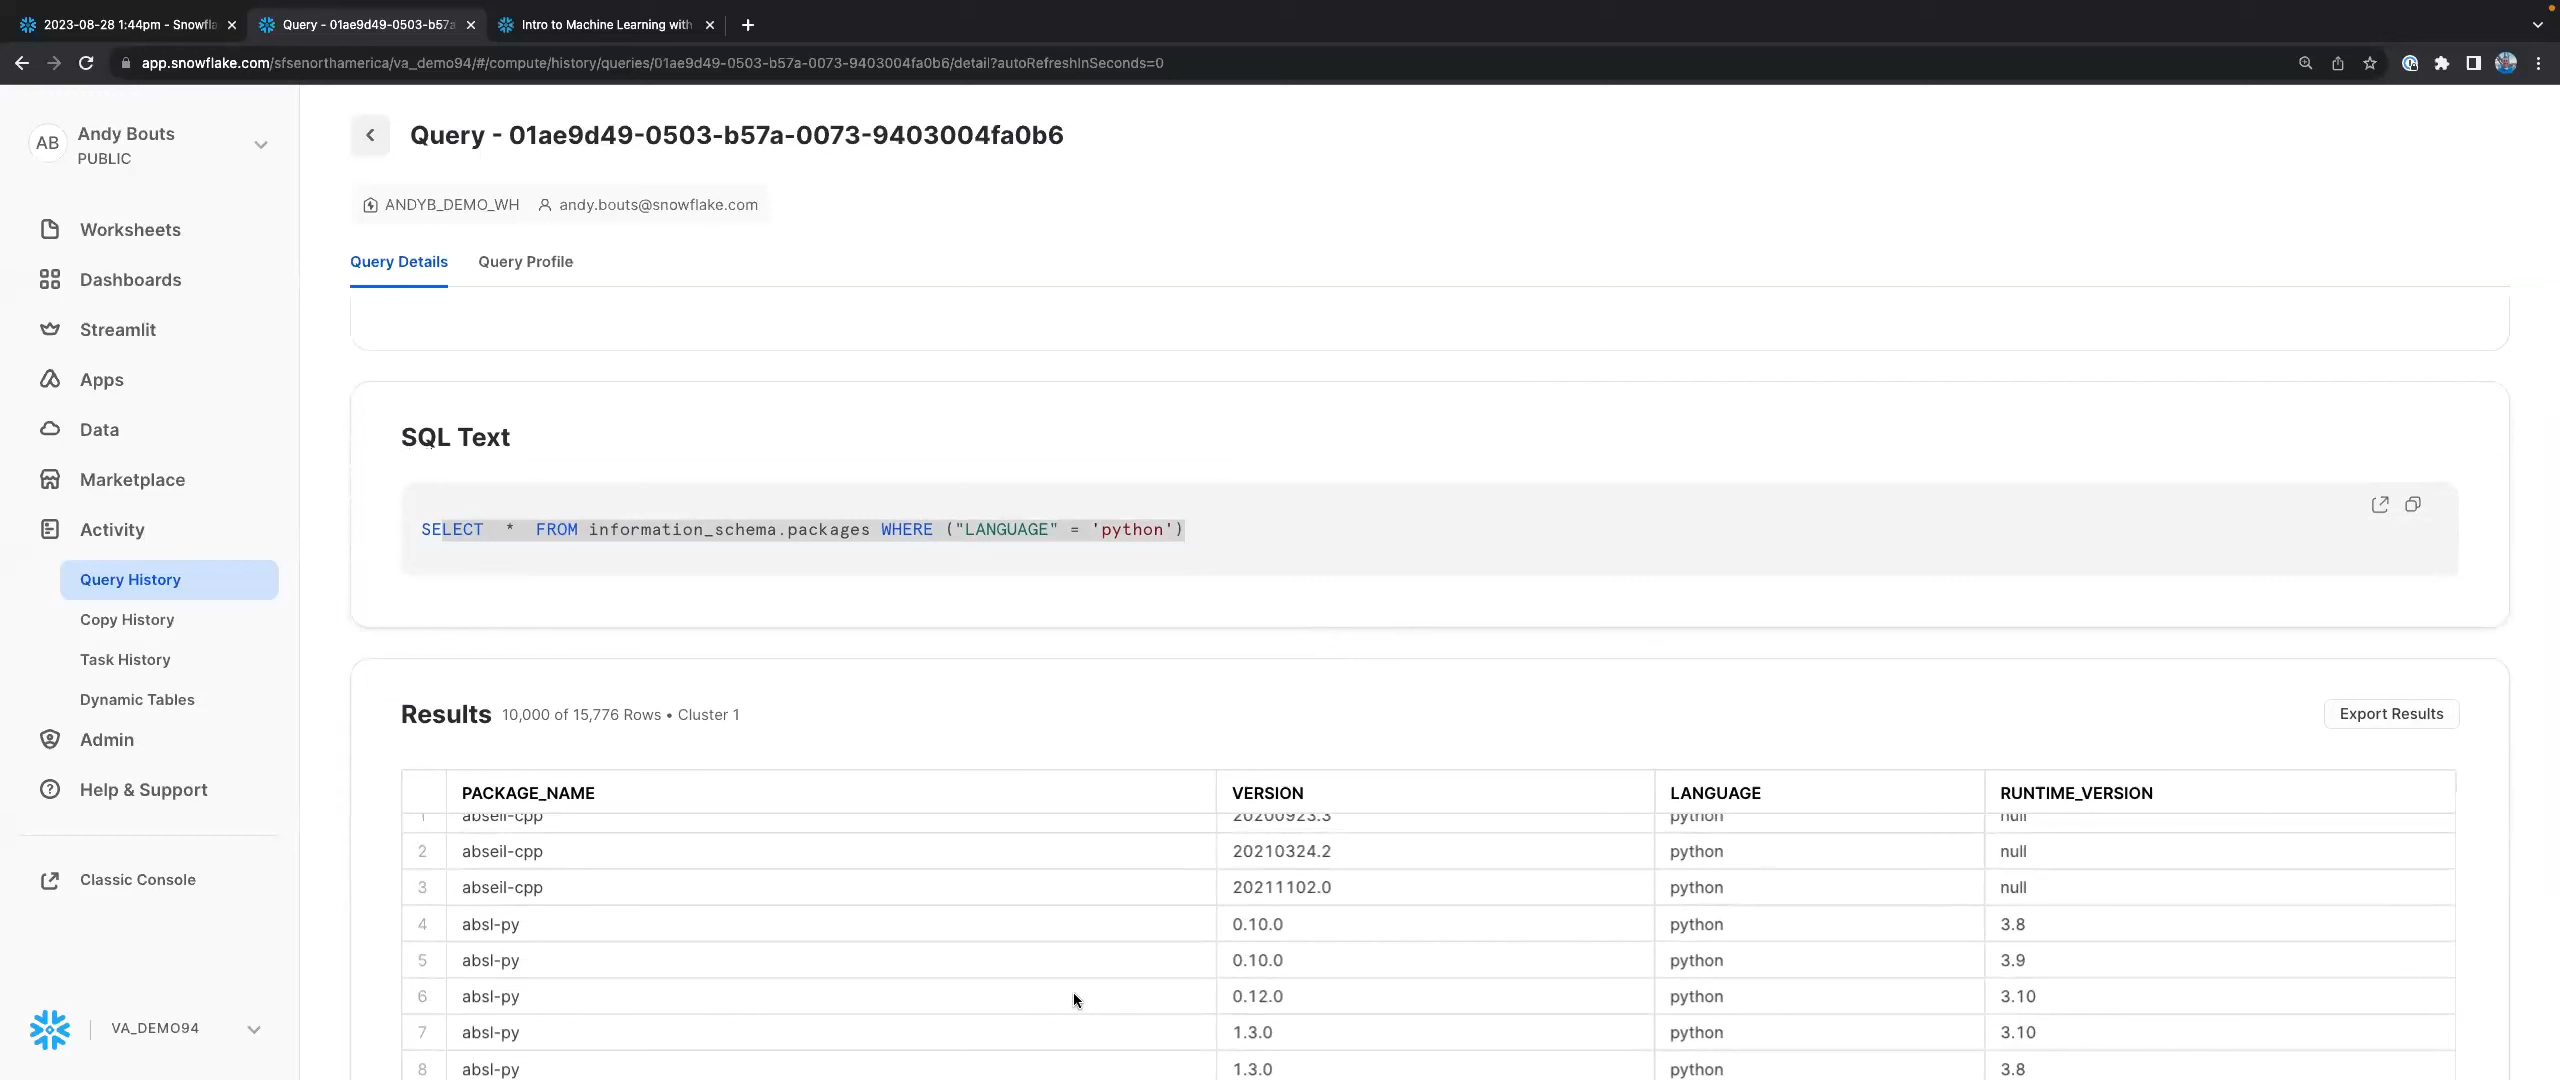 2023-08-28 1:44pm - Snowfla
Query - 01ae9d49-0503-b57a
Intro to Machine Learning with
app.snowflake.com/sfsenorthamerica/va_demo94/#/compute/history/queries/01ae9d49-0503-b57a-0073-9403004fa0b6/detail?autoRefreshInSeconds=0
AB
Andy Bouts
PUBLIC
Worksheets
Dashboards
Streamlit
Apps
Data
Marketplace
Activity
Query History
Copy History
Task History
Dynamic Tables
Admin
Help & Support
Classic Console
VA_DEMO94
Query - 01ae9d49-0503-b57a-0073-9403004fa0b6
ANDYB_DEMO_WH andy.bouts@snowflake.com
Query Details Query Profile
SQL Text
SELECT * FROM information_schema.packages WHERE ("LANGUAGE" = 'python')
Results 10,000 of 15,776 Rows • Cluster 1
Export Results
PACKAGE_NAME VERSION LANGUAGE RUNTIME_VERSION
1 abseil-cpp 20200923.3 python null
2 abseil-cpp 20210324.2 python null
3 abseil-cpp 20211102.0 python null
4 absl-py 0.10.0 python 3.8
5 absl-py 0.10.0 python 3.9
6 absl-py 0.12.0 python 3.10
7 absl-py 1.3.0 python 3.10
8 absl-py 1.3.0 python 3.8